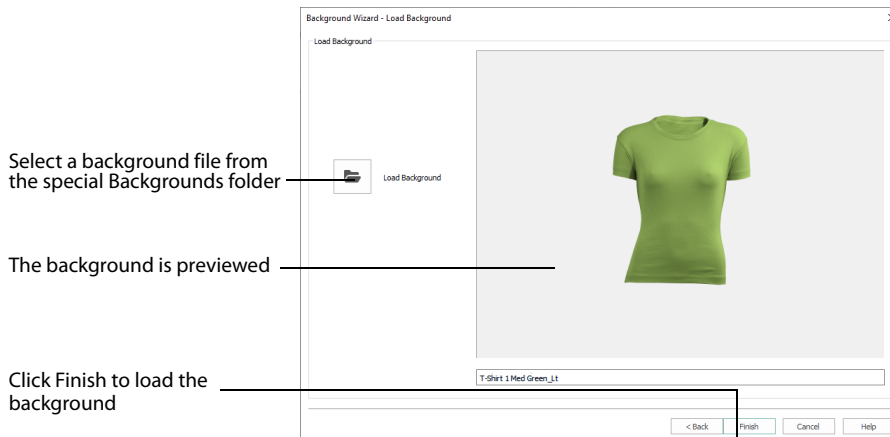 Background Wizard - Load Background
Load Background
Select a background file from
the special Backgrounds folder
Load Background
The background is previewed
T-Shirt 1 Med Green_Lt
Click Finish to load the
background
< Back
Finish
Cancel
Help